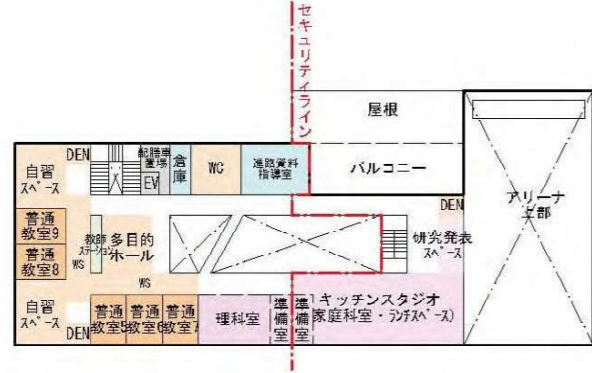 セキュリティライン
屋根
バルコニー
アリーナ
上部
DEN
自習
スペース
配膳車
置場
EV
倉庫
WC
進路資料
指導室
DEN
普通
教室9
普通
教室8
WS
教師
ステーション
多目的
ホール
WS
研究発表
スペース
自習
スペース
DEN
普通
教室5
普通
教室6
普通
教室7
理科室
準備室
準備室
キッチンスタジオ
家庭科室・ランチスペース)